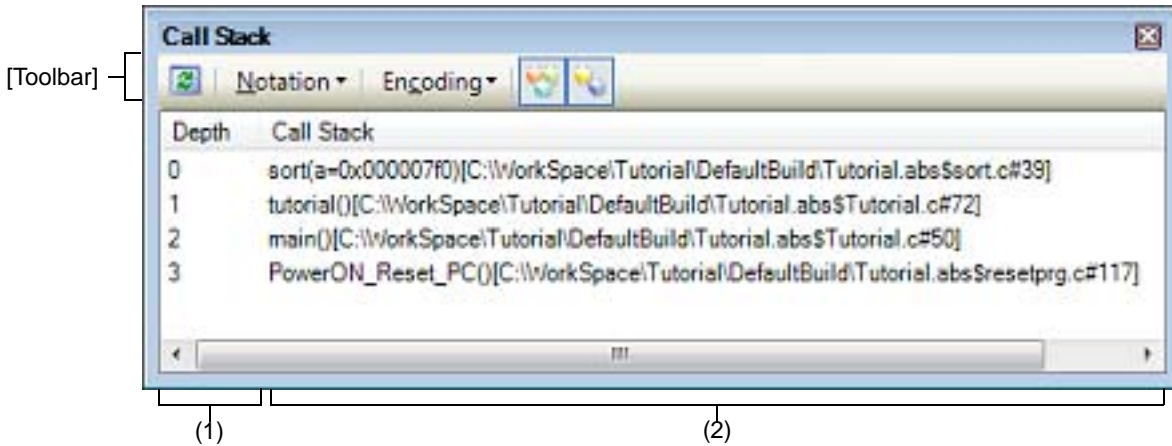 Call Stack
[Toolbar]
Notation Encoding
Depth Call Stack
0 sort(a=0x000007f0)[C:\WorkSpace\Tutorial\DefaultBuild\Tutorial.abs$sort.c#39]
1 tutorial()[C:\WorkSpace\Tutorial\DefaultBuild\Tutorial.abs$Tutorial.c#72]
2 main()[C:\WorkSpace\Tutorial\DefaultBuild\Tutorial.abs$Tutorial.c#50]
3 PowerON_Reset_PC()[C:\WorkSpace\Tutorial\DefaultBuild\Tutorial.abs$resetprg.c#117]
(1) (2)